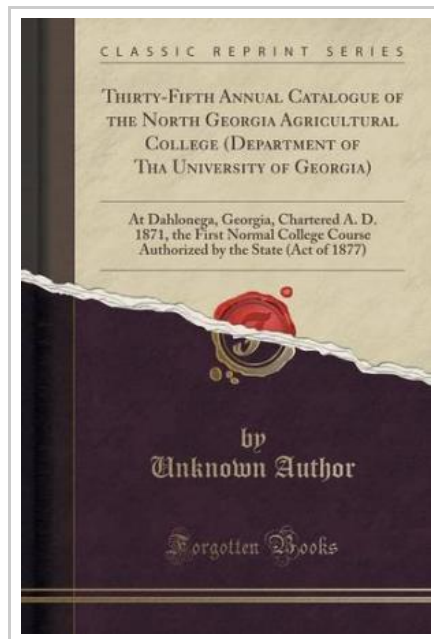 CLASSIC REPRINT SERIES
THIRTY-FIFTH ANNUAL CATALOGUE OF
THE NORTH GEORGIA AGRICULTURAL
COLLEGE (DEPARTMENT OF
THA UNIVERSITY OF GEORGIA)
At Dahlonega, Georgia, Chartered A. D.
1871, the First Normal College Course
Authorized by the State (Act of 1877)
by
Unknown Author
Forgotten Books